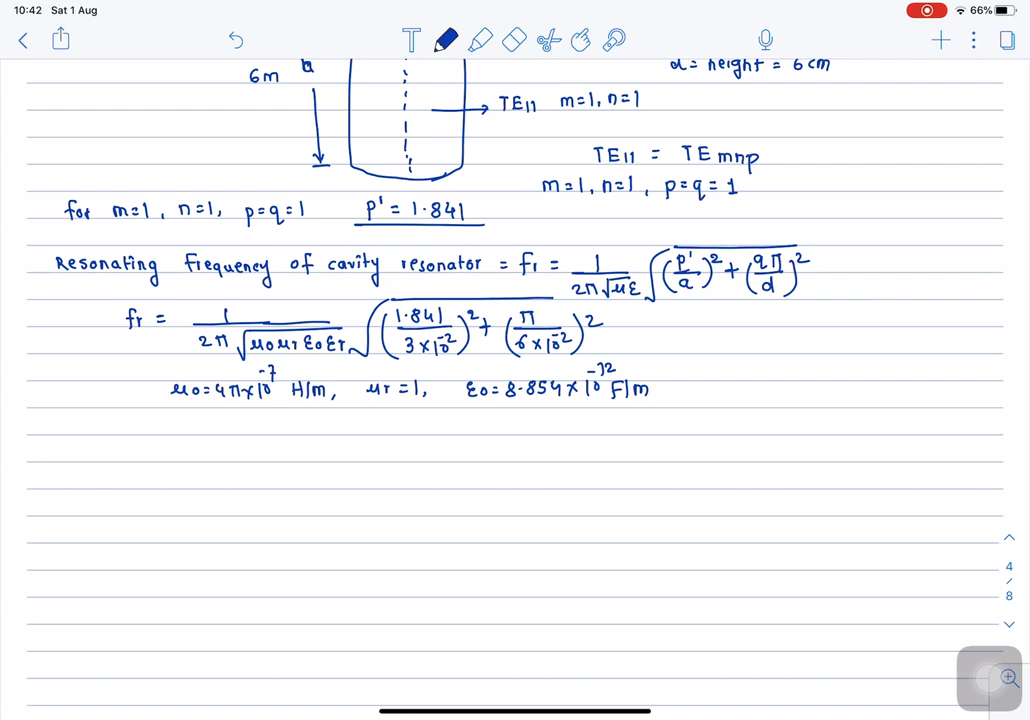 10:42 Sat 1 Aug
66%
T
6m a
d = height = 6 cm
TE11 m=1, n=1
TE11 = TE mnp
m=1, n=1, p=q=1
for m=1, n=1, p=q=1 p' = 1.841
Resonating frequency of cavity resonator = fr = 1/2π√με √(p'/a)² + (qπ/d)²
fr = 1/2π√μ0μrε0εr √(1.841/3×10⁻²)² + (π/6×10⁻²)²
μ0=4π×10⁻⁷ H/m, μr=1, ε0=8.854×10⁻¹² F/m
4
/
8